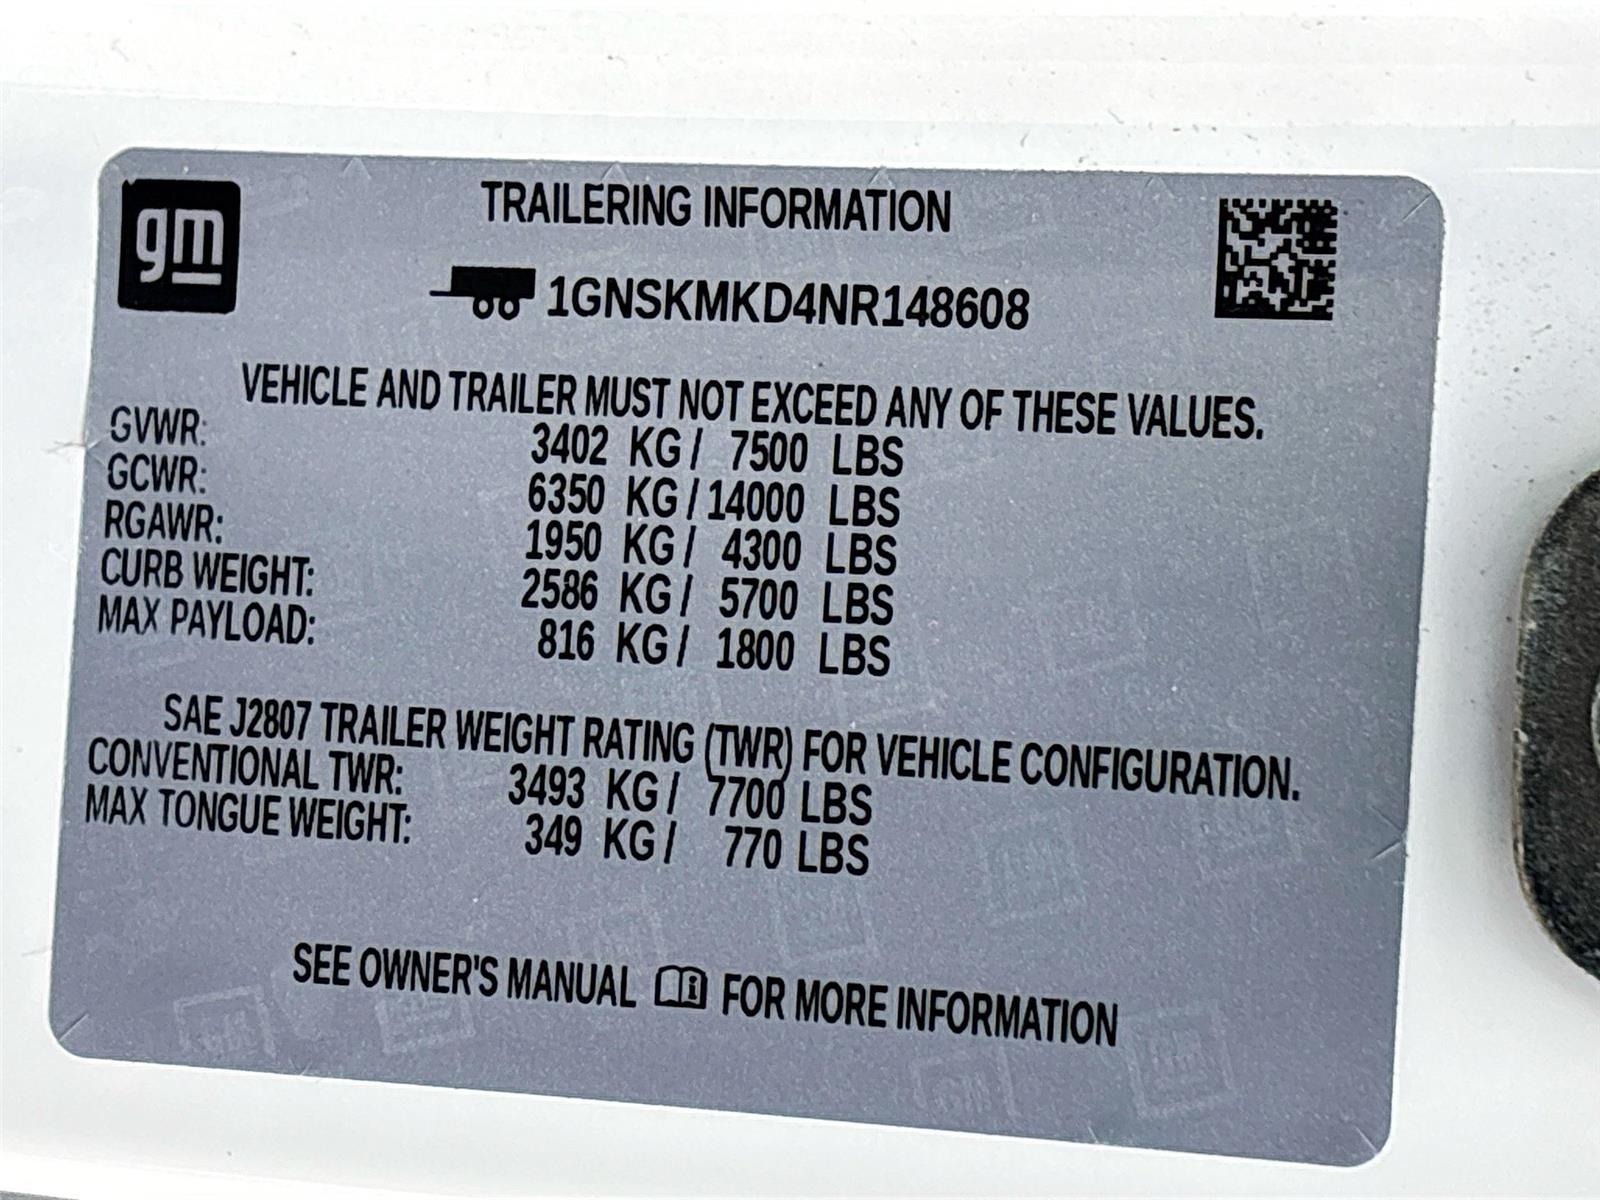 gm
TRAILERING INFORMATION
1GNSKMKD4NR148608
VEHICLE AND TRAILER MUST NOT EXCEED ANY OF THESE VALUES.
GVWR: 3402 KG / 7500 LBS
GCWR: 6350 KG / 14000 LBS
RGAWR: 1950 KG / 4300 LBS
CURB WEIGHT: 2586 KG / 5700 LBS
MAX PAYLOAD: 816 KG / 1800 LBS
SAE J2807 TRAILER WEIGHT RATING (TWR) FOR VEHICLE CONFIGURATION.
CONVENTIONAL TWR: 3493 KG / 7700 LBS
MAX TONGUE WEIGHT: 349 KG / 770 LBS
SEE OWNER'S MANUAL FOR MORE INFORMATION